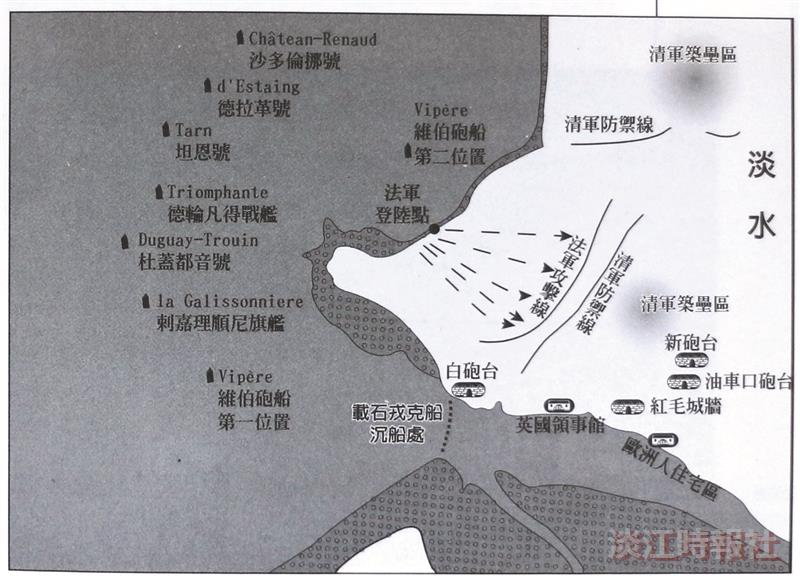 Châtean-Renaud
沙多倫挪號
d'Estaing
德拉革號
Tarn
坦恩號
Triomphante
德輪凡得戰艦
Duguay-Trouin
杜蓋都音號
la Galissonniere
刺嘉理順尼旗艦
Vipère
維伯砲船
第一位置
Vipère
維伯砲船
第二位置
法軍
登陸點
清軍築壘區
清軍防禦線
淡水
法軍攻擊線
清軍防禦線
清軍築壘區
新砲台
油車口砲台
白砲台
紅毛城牆
英國領事館
歐洲人住宅區
載石戎克船
沉船處
淡江時報社